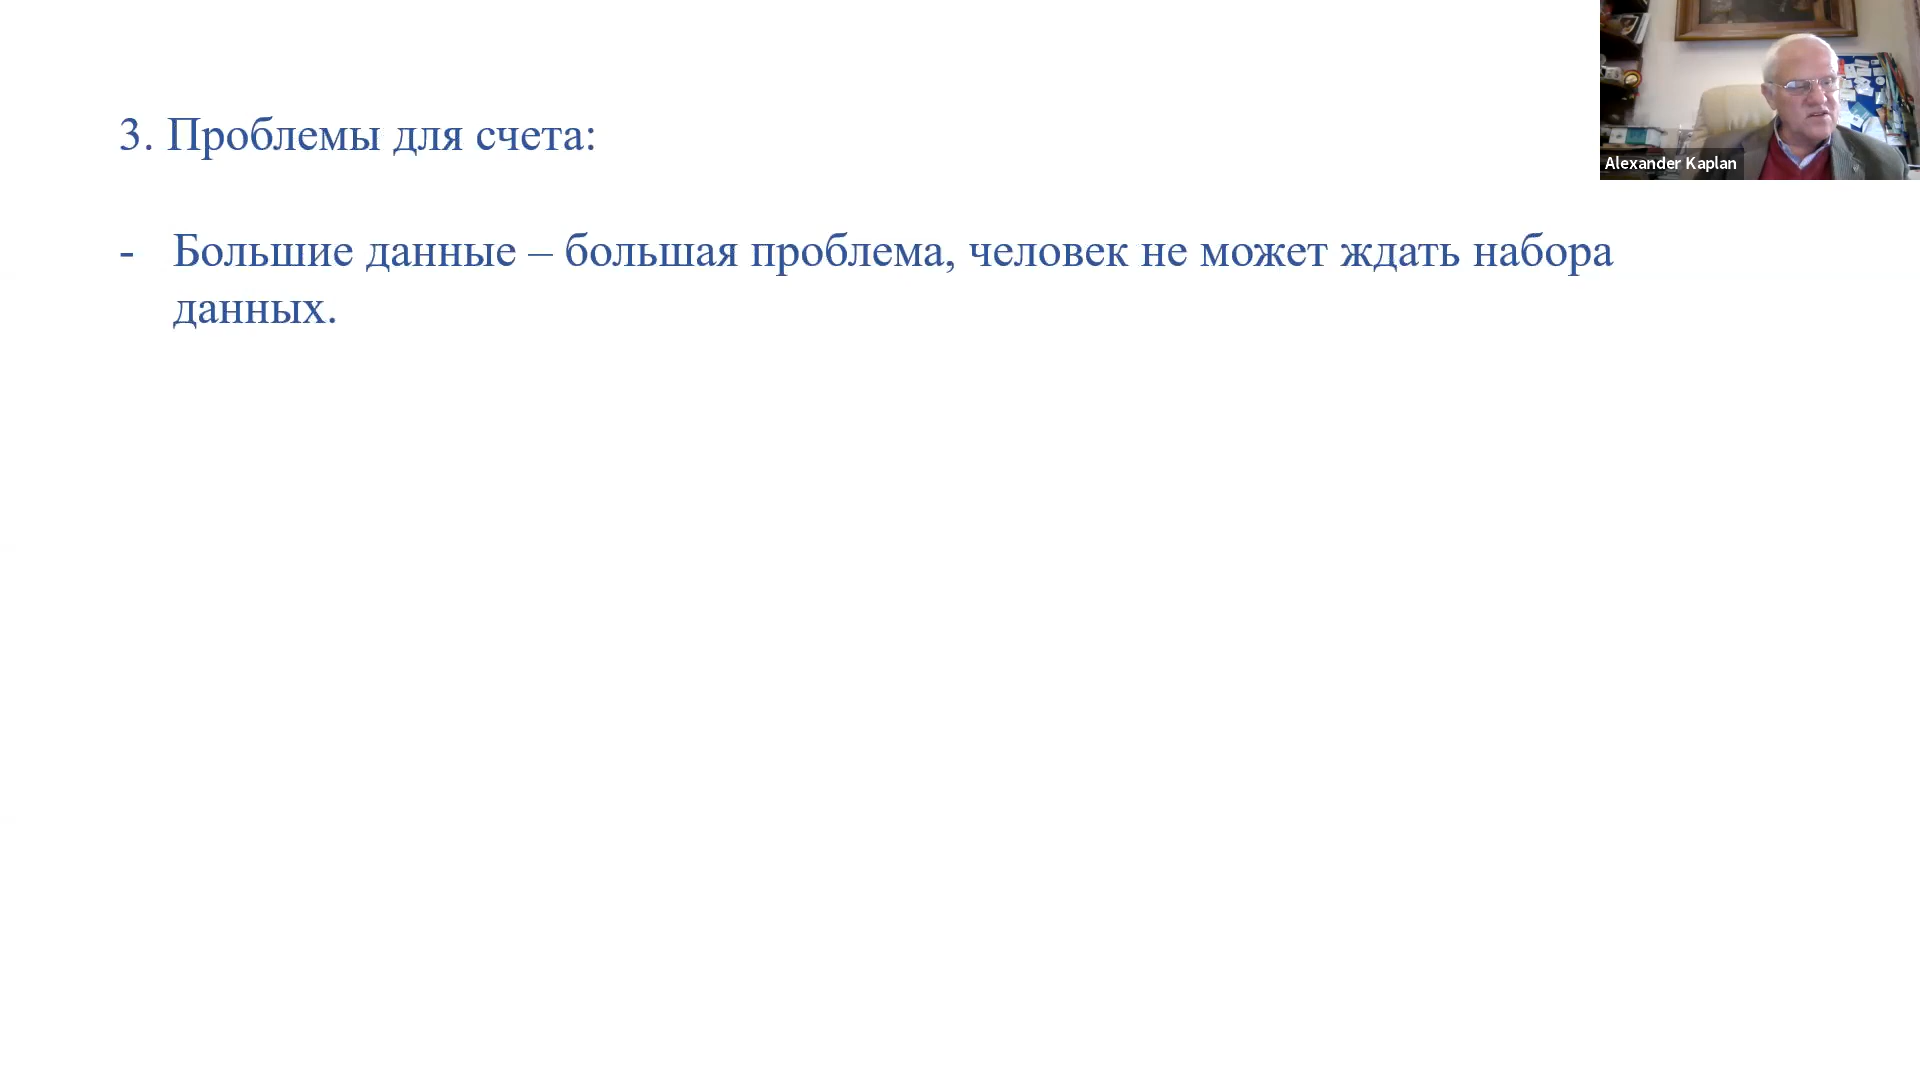 3. Проблемы для счета:
- Большие данные – большая проблема, человек не может ждать набора
данных.
Alexander Kaplan